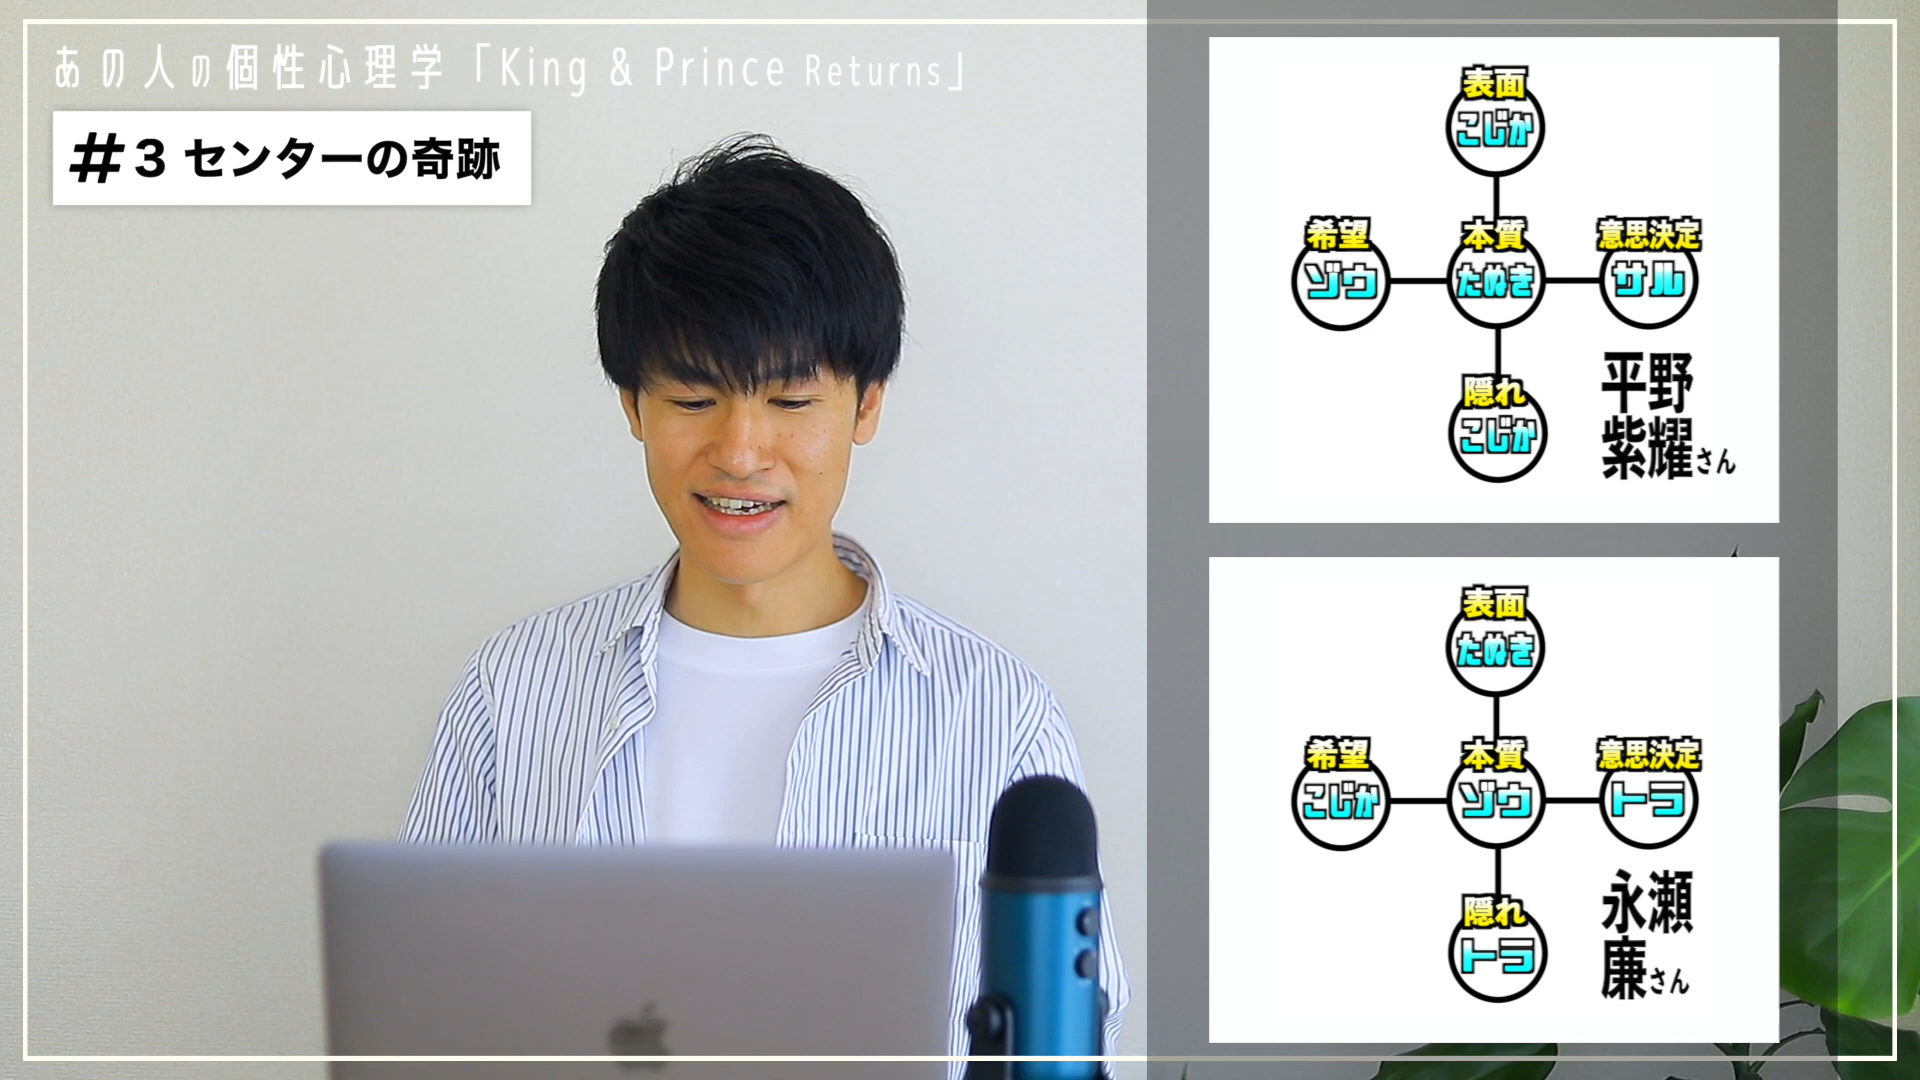 あの人の個性心理学「King & Prince Returns」
#3 センターの奇跡
表面
こじか
希望
ゾウ
本質
たぬき
意思決定
サル
隠れ
こじか
平野
紫耀さん
表面
たぬき
希望
こじか
本質
ゾウ
意思決定
トラ
隠れ
トラ
永瀬
廉さん